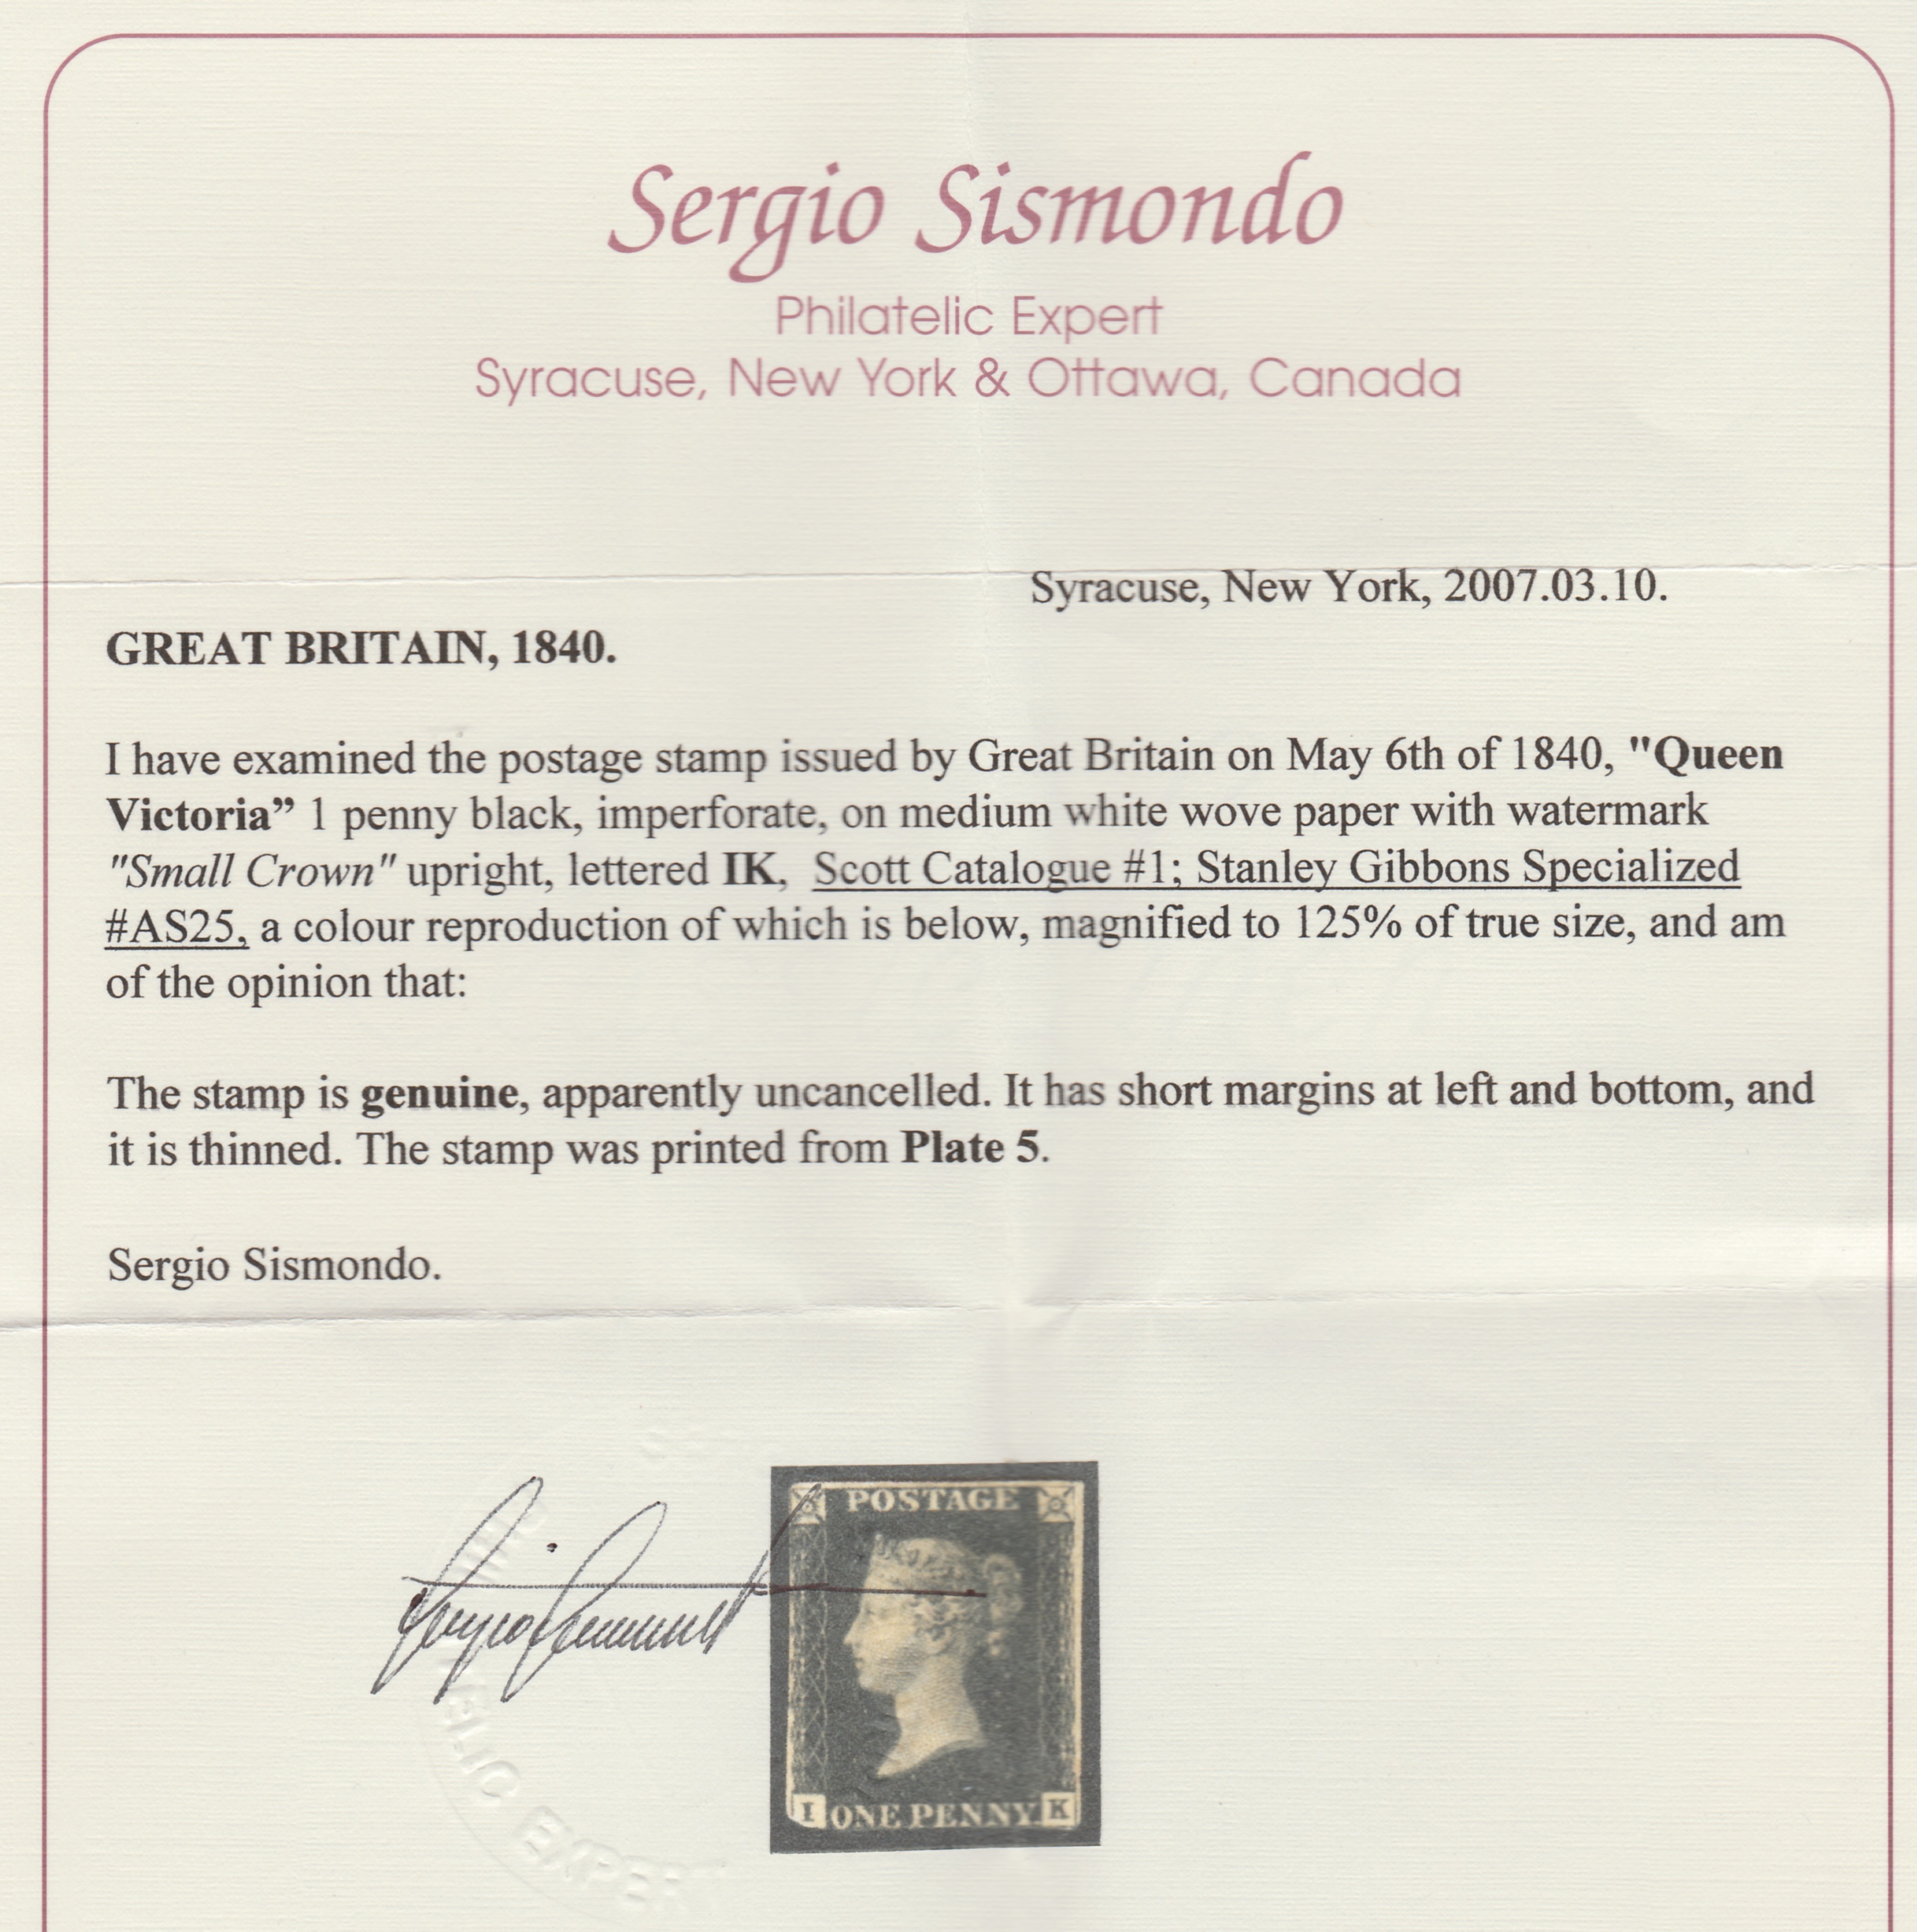 Sergio Sismondo
Philatelic Expert
Syracuse, New York & Ottawa, Canada
Syracuse, New York, 2007.03.10.
GREAT BRITAIN, 1840.
I have examined the postage stamp issued by Great Britain on May 6th of 1840, "Queen
Victoria” 1 penny black, imperforate, on medium white wove paper with watermark
"Small Crown" upright, lettered IK, Scott Catalogue #1; Stanley Gibbons Specialized
#AS25, a colour reproduction of which is below, magnified to 125% of true size, and am
of the opinion that:
The stamp is genuine, apparently uncancelled. It has short margins at left and bottom, and
it is thinned. The stamp was printed from Plate 5.
Sergio Sismondo.
POSTAGE
I ONE PENNY. K
EXPERT